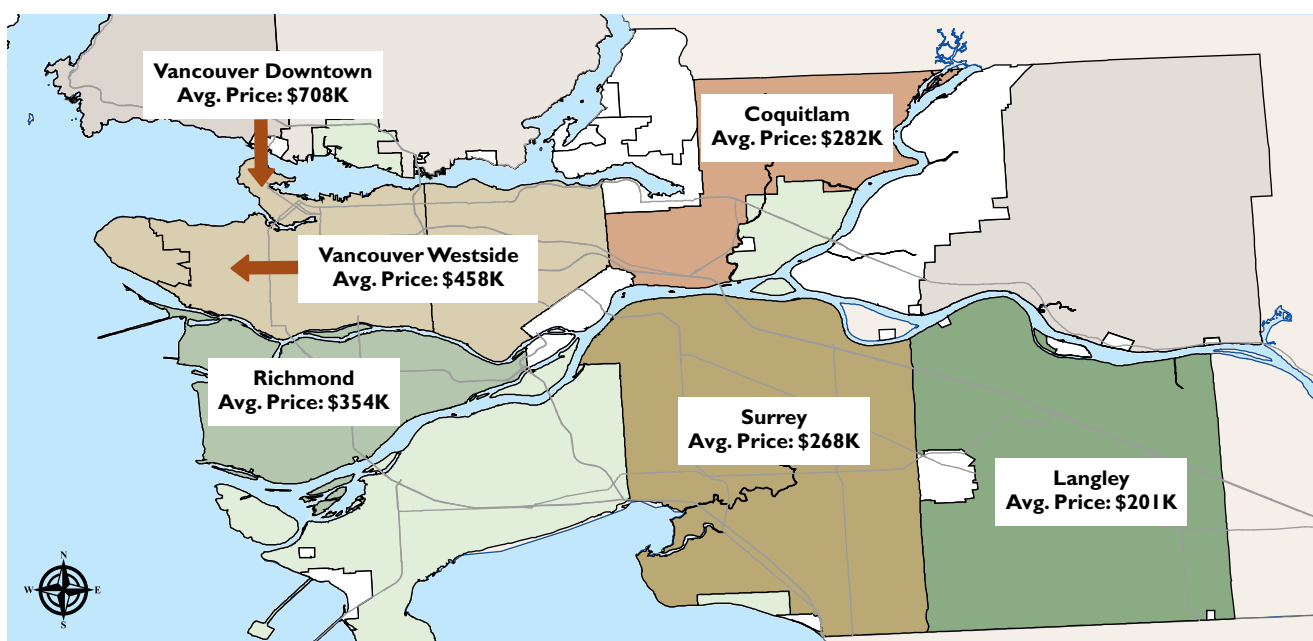 Vancouver Downtown
Avg. Price: $708K
Coquitlam
Avg. Price: $282K
Vancouver Westside
Avg. Price: $458K
Richmond
Avg. Price: $354K
Surrey
Avg. Price: $268K
Langley
Avg. Price: $201K
N
W E
S